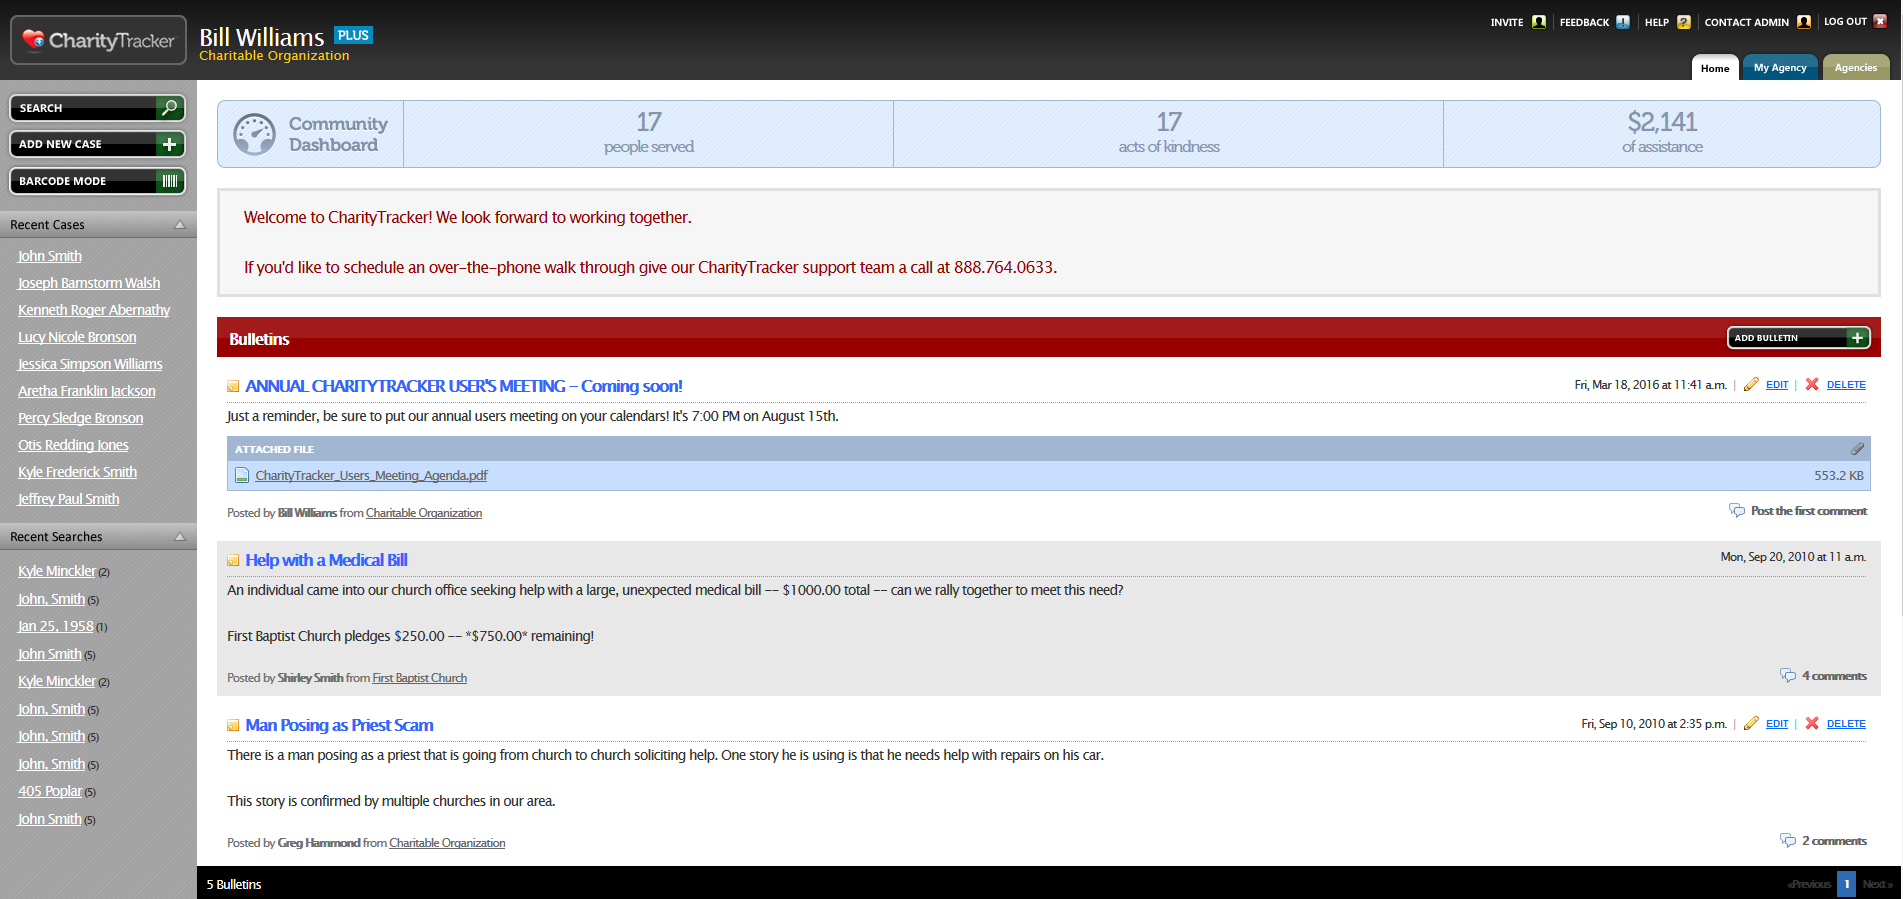 CharityTracker
Bill Williams PLUS
Charitable Organization
INVITE FEEDBACK HELP ? CONTACT ADMIN LOG OUT
Home My Agency Agencies
SEARCH
ADD NEW CASE
BARCODE MODE
Recent Cases
John Smith
Joseph Barnstorm Walsh
Kenneth Roger Abernathy
Lucy Nicole Bronson
Jessica Simpson Williams
Aretha Franklin Jackson
Percy Sledge Bronson
Otis Redding Jones
Kyle Frederick Smith
Jeffrey Paul Smith
Recent Searches
Kyle Minckler (2)
John, Smith (5)
Jan 25, 1958 (1)
John Smith (5)
Kyle Minckler (2)
John, Smith (5)
John, Smith (5)
John, Smith (5)
405 Poplar (5)
John Smith (5)
Community
Dashboard
17
people served
17
acts of kindness
$2,141
of assistance
Welcome to CharityTracker! We look forward to working together.
If you'd like to schedule an over-the-phone walk through give our CharityTracker support team a call at 888.764.0633.
Bulletins
ADD BULLETIN
ANNUAL CHARITYTRACKER USER'S MEETING - Coming soon!
Fri, Mar 18, 2016 at 11:41 a.m. | EDIT | DELETE
Just a reminder, be sure to put our annual users meeting on your calendars! It's 7:00 PM on August 15th.
ATTACHED FILE
CharityTracker_Users_Meeting_Agenda.pdf 553.2 KB
Posted by Bill Williams from Charitable Organization
Post the first comment
Help with a Medical Bill
Mon, Sep 20, 2010 at 11 a.m.
An individual came into our church office seeking help with a large, unexpected medical bill -- $1000.00 total -- can we rally together to meet this need?
First Baptist Church pledges $250.00 -- *$750.00* remaining!
Posted by Shirley Smith from First Baptist Church
4 comments
Man Posing as Priest Scam
Fri, Sep 10, 2010 at 2:35 p.m. | EDIT | DELETE
There is a man posing as a priest that is going from church to church soliciting help. One story he is using is that he needs help with repairs on his car.
This story is confirmed by multiple churches in our area.
Posted by Greg Hammond from Charitable Organization
2 comments
5 Bulletins
«Previous 1 Next»